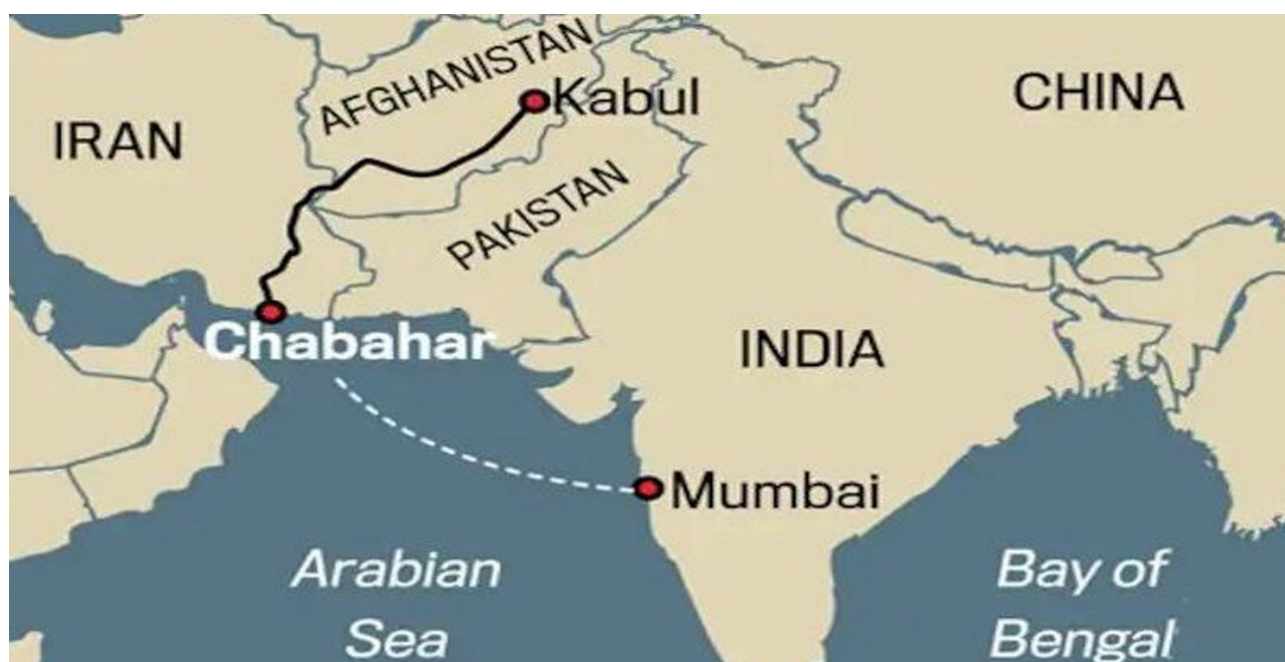 AFGHANISTAN
Kabul
CHINA
IRAN
PAKISTAN
Chabahar
INDIA
Mumbai
Arabian
Sea
Bay of
Bengal